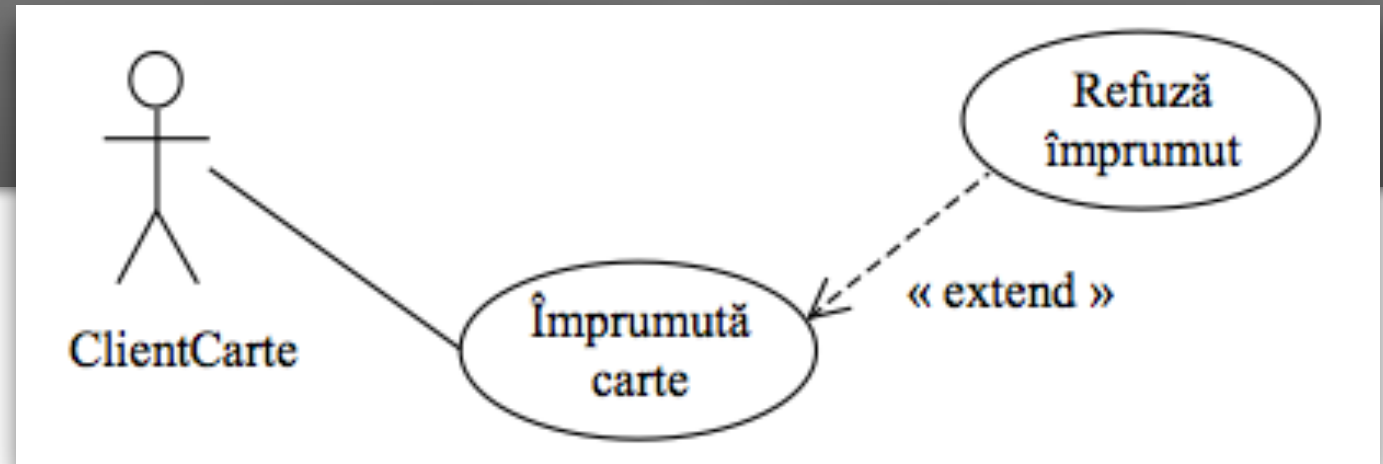 Refuză
împrumut
« extend »
Împrumută
carte
ClientCarte